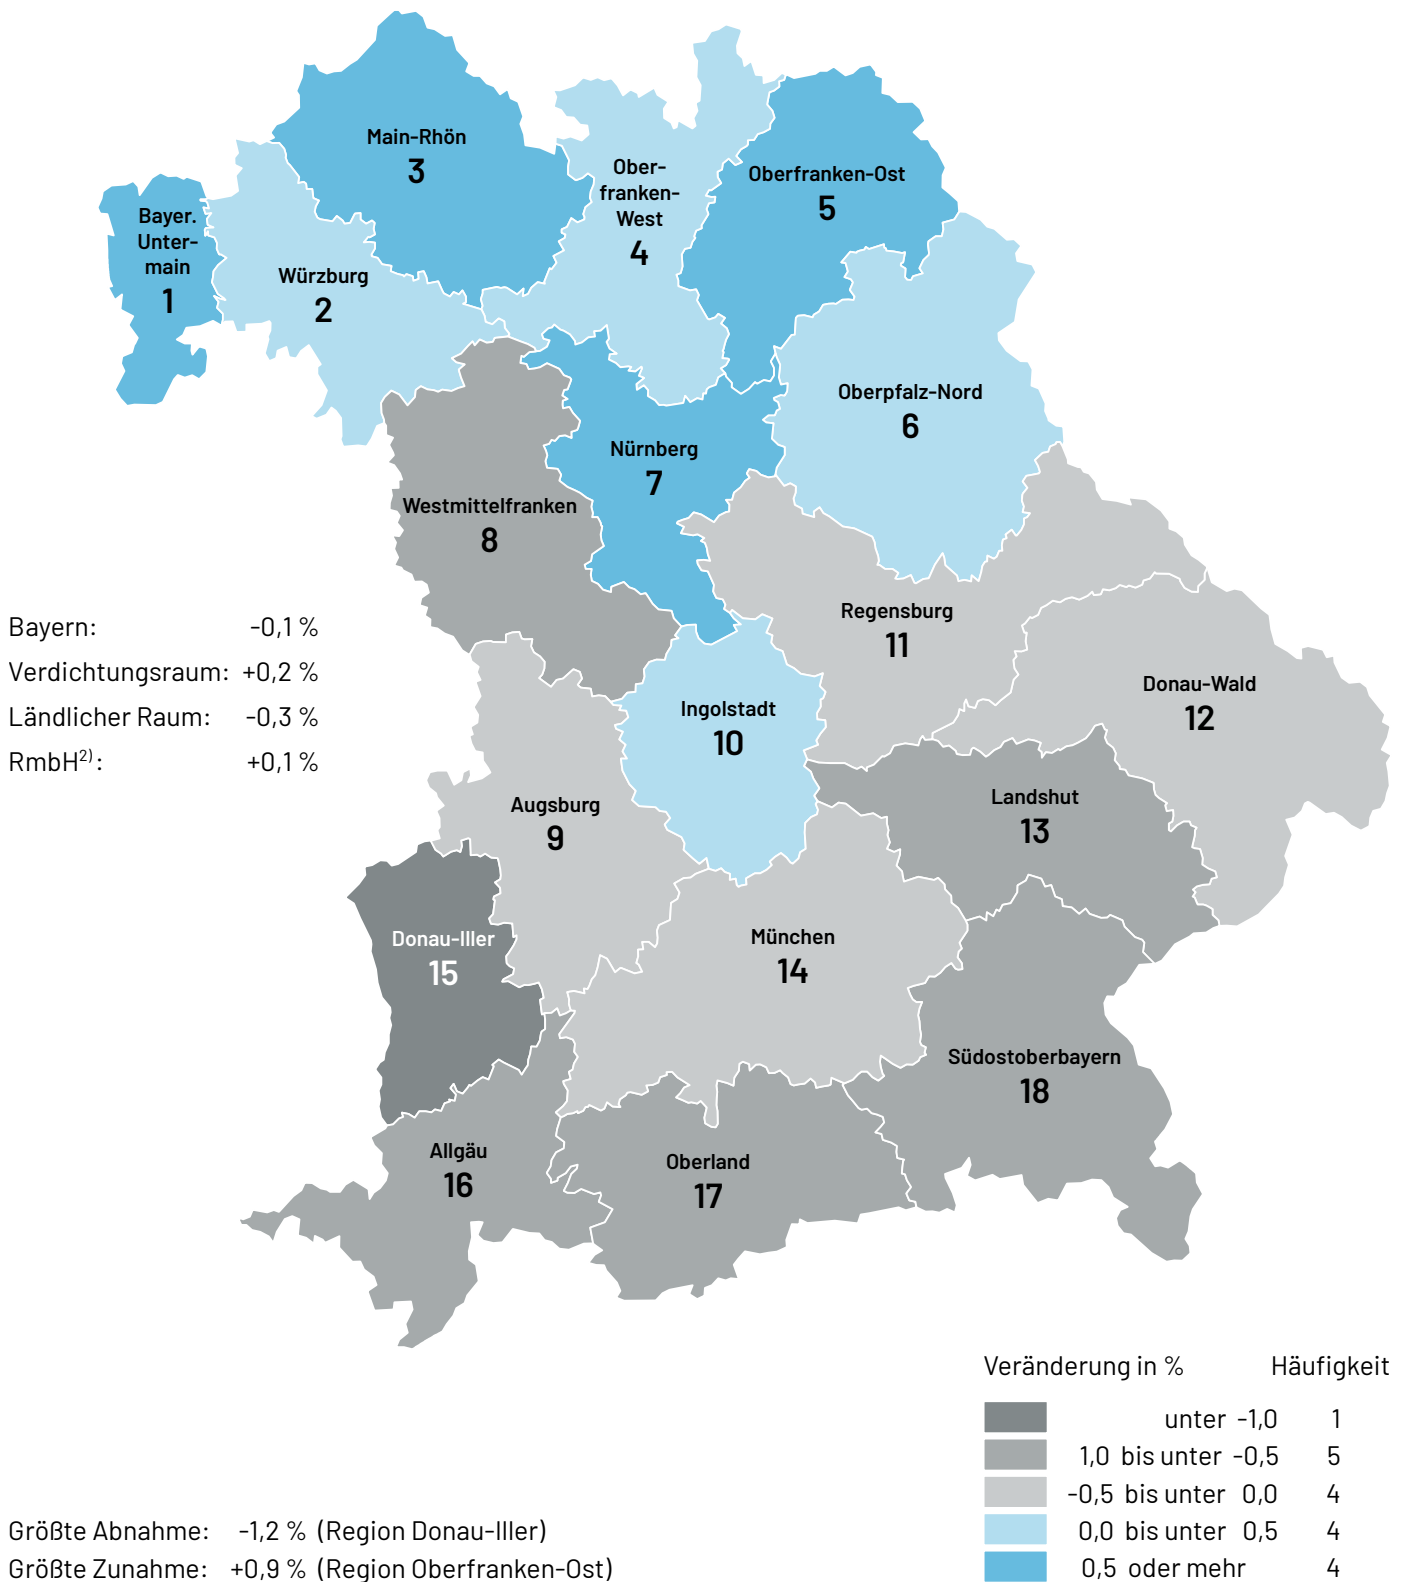 Main-Rhön
3
Ober-
franken-
West
4
Oberfranken-Ost
5
Bayer.
Unter-
main
1
Würzburg
2
Oberpfalz-Nord
6
Nürnberg
7
Westmittelfranken
8
Regensburg
11
Bayern: -0,1 %
Verdichtungsraum: +0,2 %
Ländlicher Raum: -0,3 %
RmbH2): +0,1 %
Donau-Wald
12
Ingolstadt
10
Augsburg
9
Landshut
13
Donau-Iller
15
München
14
Südostoberbayern
18
Allgäu
16
Oberland
17
Veränderung in % Häufigkeit
unter -1,0 1
1,0 bis unter -0,5 5
-0,5 bis unter 0,0 4
0,0 bis unter 0,5 4
0,5 oder mehr 4
Größte Abnahme: -1,2 % (Region Donau-Iller)
Größte Zunahme: +0,9 % (Region Oberfranken-Ost)